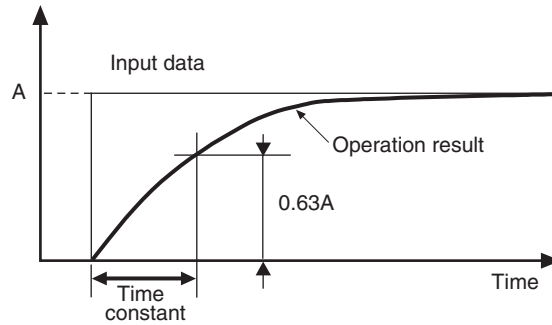 Input data
A
Operation result
0.63A
Time
Time
constant